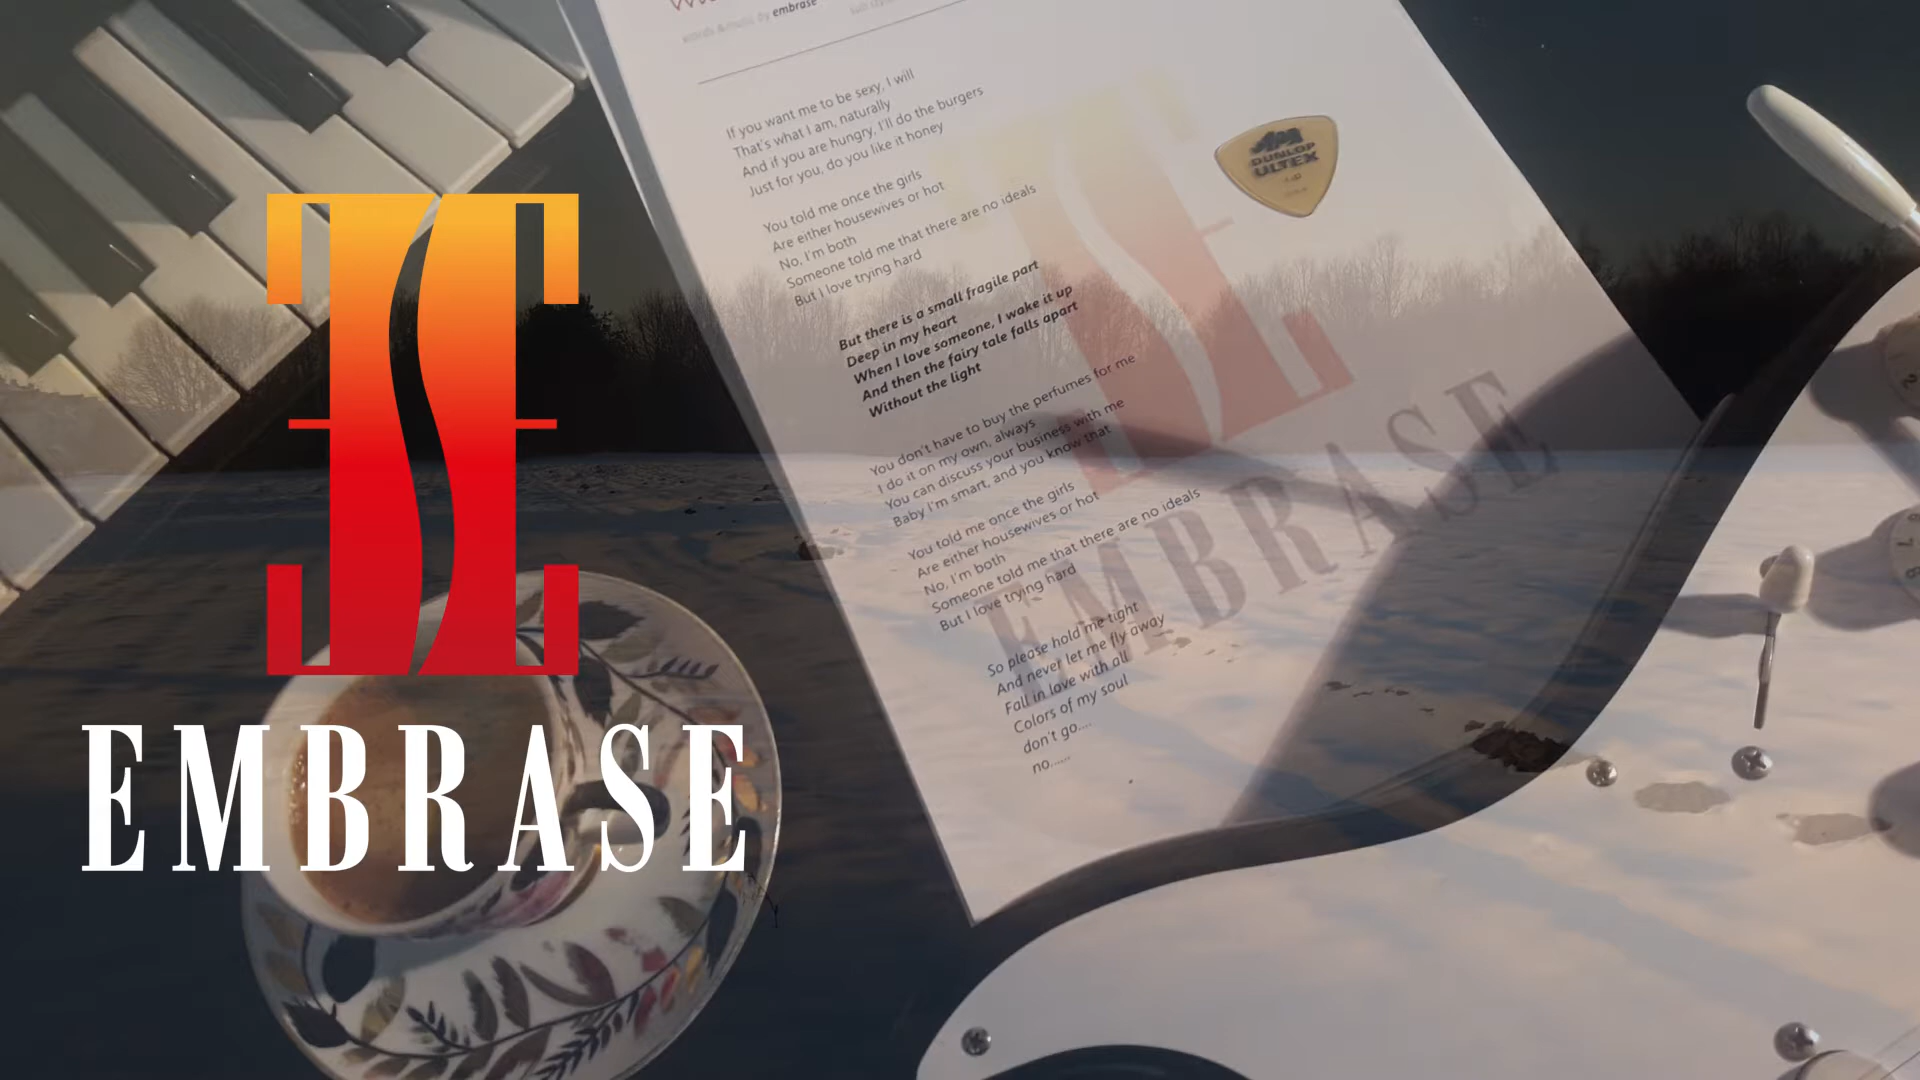 words & music by embrase
If you want me to be sexy, I will
That's what I am, naturally
And if you are hungry, I'll do the burgers
Just for you, do you like it honey
You told me once the girls
Are either housewives or hot
No, I'm both
Someone told me that there are no ideals
But I love trying hard
But there is a small fragile part
Deep in my heart
When I love someone, I wake it up
And then the fairy tale falls apart
Without the light
You don't have to buy the perfumes for me
I do it on my own, always
You can discuss your business with me
Baby I'm smart, and you know that
You told me once the girls
Are either housewives or hot
No, I'm both
Someone told me that there are no ideals
But I love trying hard
So please hold me tight
And never let me fly away
Fall in love with all
Colors of my soul
don't go....
no......
EMBRASE
DUNLOP
ULTEX
EMBRASE